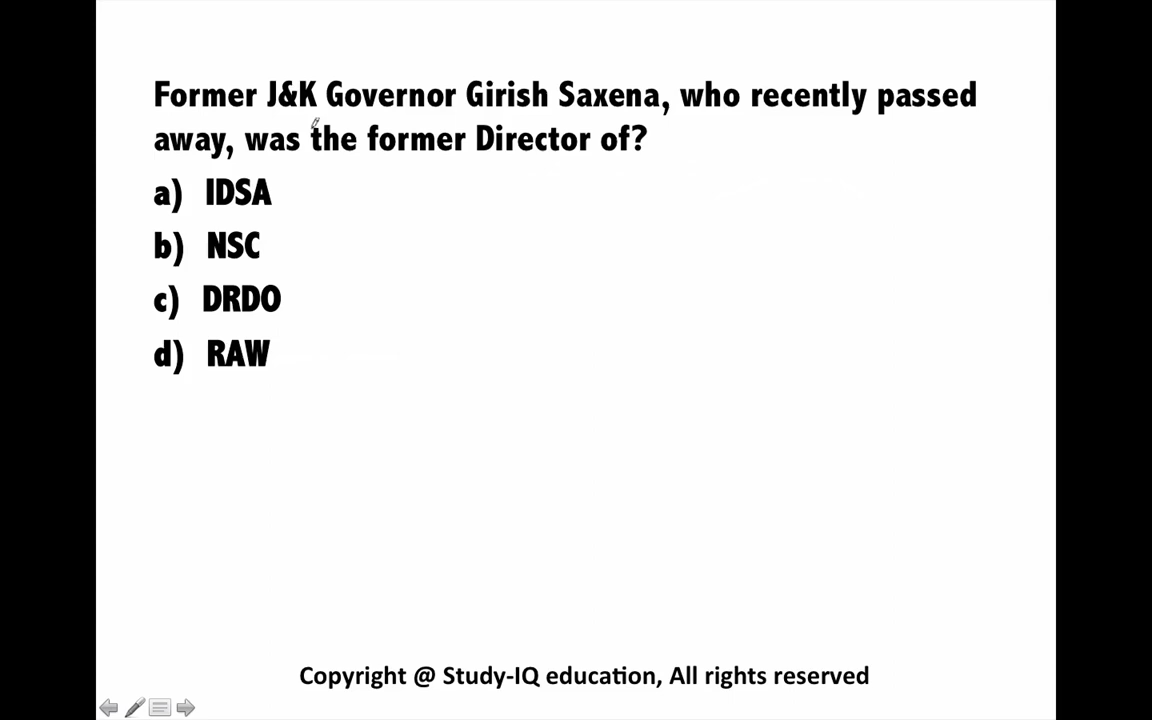 Former J&K Governor Girish Saxena, who recently passed
away, was the former Director of?
a) IDSA
b) NSC
c) DRDO
d) RAW
Copyright @ Study-IQ education, All rights reserved